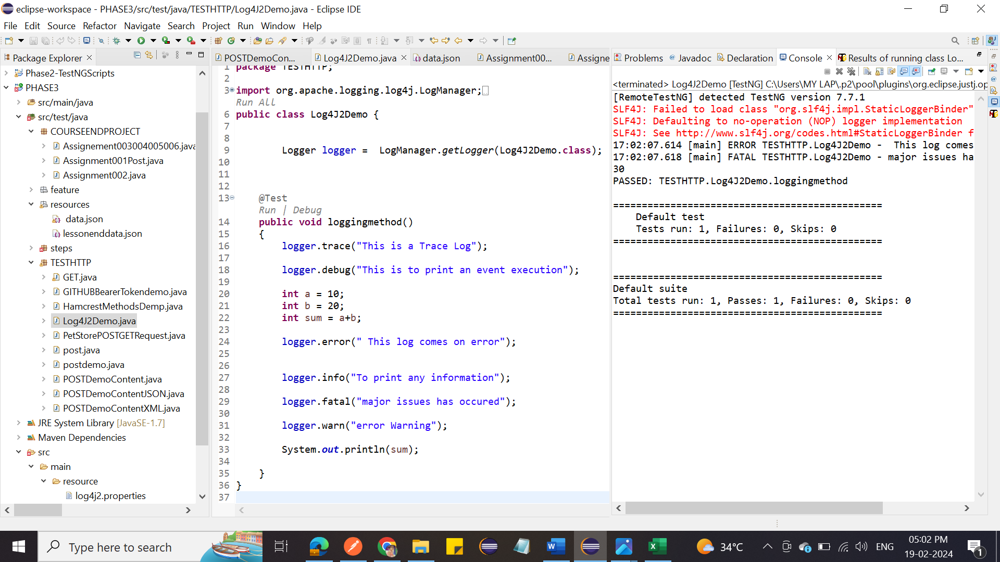 eclipse-workspace - PHASE3/src/test/java/TESTHTTP/Log4J2Demo.java - Eclipse IDE
File Edit Source Refactor Navigate Search Project Run Window Help
Package Explorer
Phase2-TestNGScripts
PHASE3
src/main/java
src/test/java
COURSEENDPROJECT
Assignement003004005006.java
Assignment001Post.java
Assignment002.java
feature
resources
data.json
lessonenddata.json
steps
TESTHTTP
GET.java
GITHUBBearerTokendemo.java
HamcrestMethodsDemp.java
Log4J2Demo.java
PetStorePOSTGETRequest.java
post.java
postdemo.java
POSTDemoContent.java
POSTDemoContentJSON.java
POSTDemoContentXML.java
JRE System Library [JavaSE-1.7]
Maven Dependencies
src
main
resource
log4j2.properties
POSTDemoCon... Log4J2Demo.java data.json Assignment00... Assigne
1 package TESTHTTP;
2
3 import org.apache.logging.log4j.LogManager;
Run All
6 public class Log4J2Demo {
7
8
9 Logger logger = LogManager.getLogger(Log4J2Demo.class);
10
11
12
13 @Test
Run | Debug
14 public void loggingmethod()
15 {
16 logger.trace("This is a Trace Log");
17
18 logger.debug("This is to print an event execution");
19
20 int a = 10;
21 int b = 20;
22 int sum = a+b;
23
24 logger.error(" This log comes on error");
25
26
27 logger.info("To print any information");
28
29 logger.fatal("major issues has occured");
30
31 logger.warn("error Warning");
32
33 System.out.println(sum);
34
35 }
36 }
37
Problems Javadoc Declaration Console Results of running class Lo...
<terminated> Log4J2Demo [TestNG] C:\Users\MY LAP\.p2\pool\plugins\org.eclipse.justj.op
[RemoteTestNG] detected TestNG version 7.7.1
SLF4J: Failed to load class "org.slf4j.impl.StaticLoggerBinder"
SLF4J: Defaulting to no-operation (NOP) logger implementation
SLF4J: See http://www.slf4j.org/codes.html#StaticLoggerBinder f
17:02:07.614 [main] ERROR TESTHTTP.Log4J2Demo -  This log comes
17:02:07.618 [main] FATAL TESTHTTP.Log4J2Demo - major issues ha
30
PASSED: TESTHTTP.Log4J2Demo.loggingmethod
===============================================
Default test
Tests run: 1, Failures: 0, Skips: 0
===============================================
===============================================
Default suite
Total tests run: 1, Passes: 1, Failures: 0, Skips: 0
===============================================
Type here to search
34°C
ENG
05:02 PM
19-02-2024
1